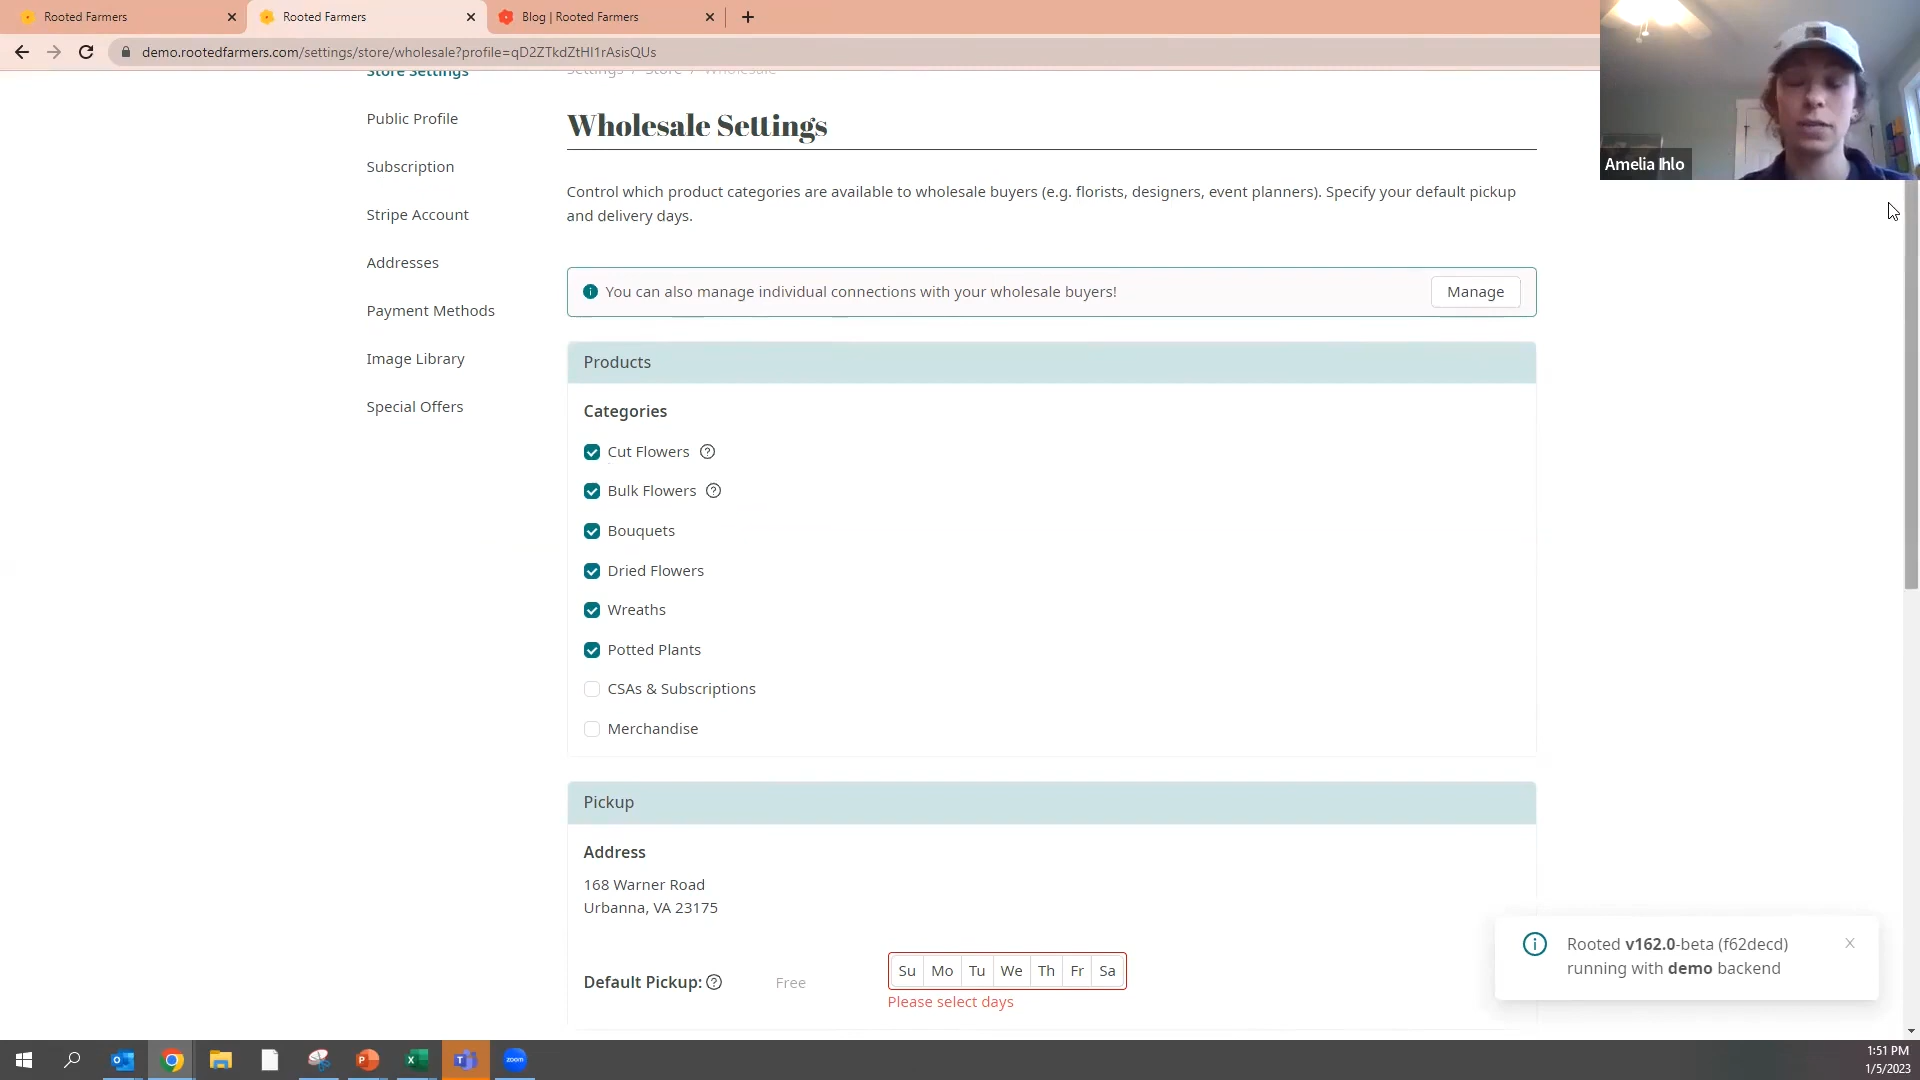 Rooted Farmers
Rooted Farmers
Blog | Rooted Farmers
demo.rootedfarmers.com/settings/store/wholesale?profile=qD2ZTkdZtHI1rAsisQUs
Store Settings
Settings / Store / Wholesale
Public Profile
Subscription
Stripe Account
Addresses
Payment Methods
Image Library
Special Offers
Wholesale Settings
Control which product categories are available to wholesale buyers (e.g. florists, designers, event planners). Specify your default pickup
and delivery days.
You can also manage individual connections with your wholesale buyers!
Manage
Products
Categories
Cut Flowers
Bulk Flowers
Bouquets
Dried Flowers
Wreaths
Potted Plants
CSAs & Subscriptions
Merchandise
Pickup
Address
168 Warner Road
Urbanna, VA 23175
Default Pickup:
Free
Su Mo Tu We Th Fr Sa
Please select days
Rooted v162.0-beta (f62decd)
running with demo backend
Amelia Ihlo
zoom
1:51 PM
1/5/2023